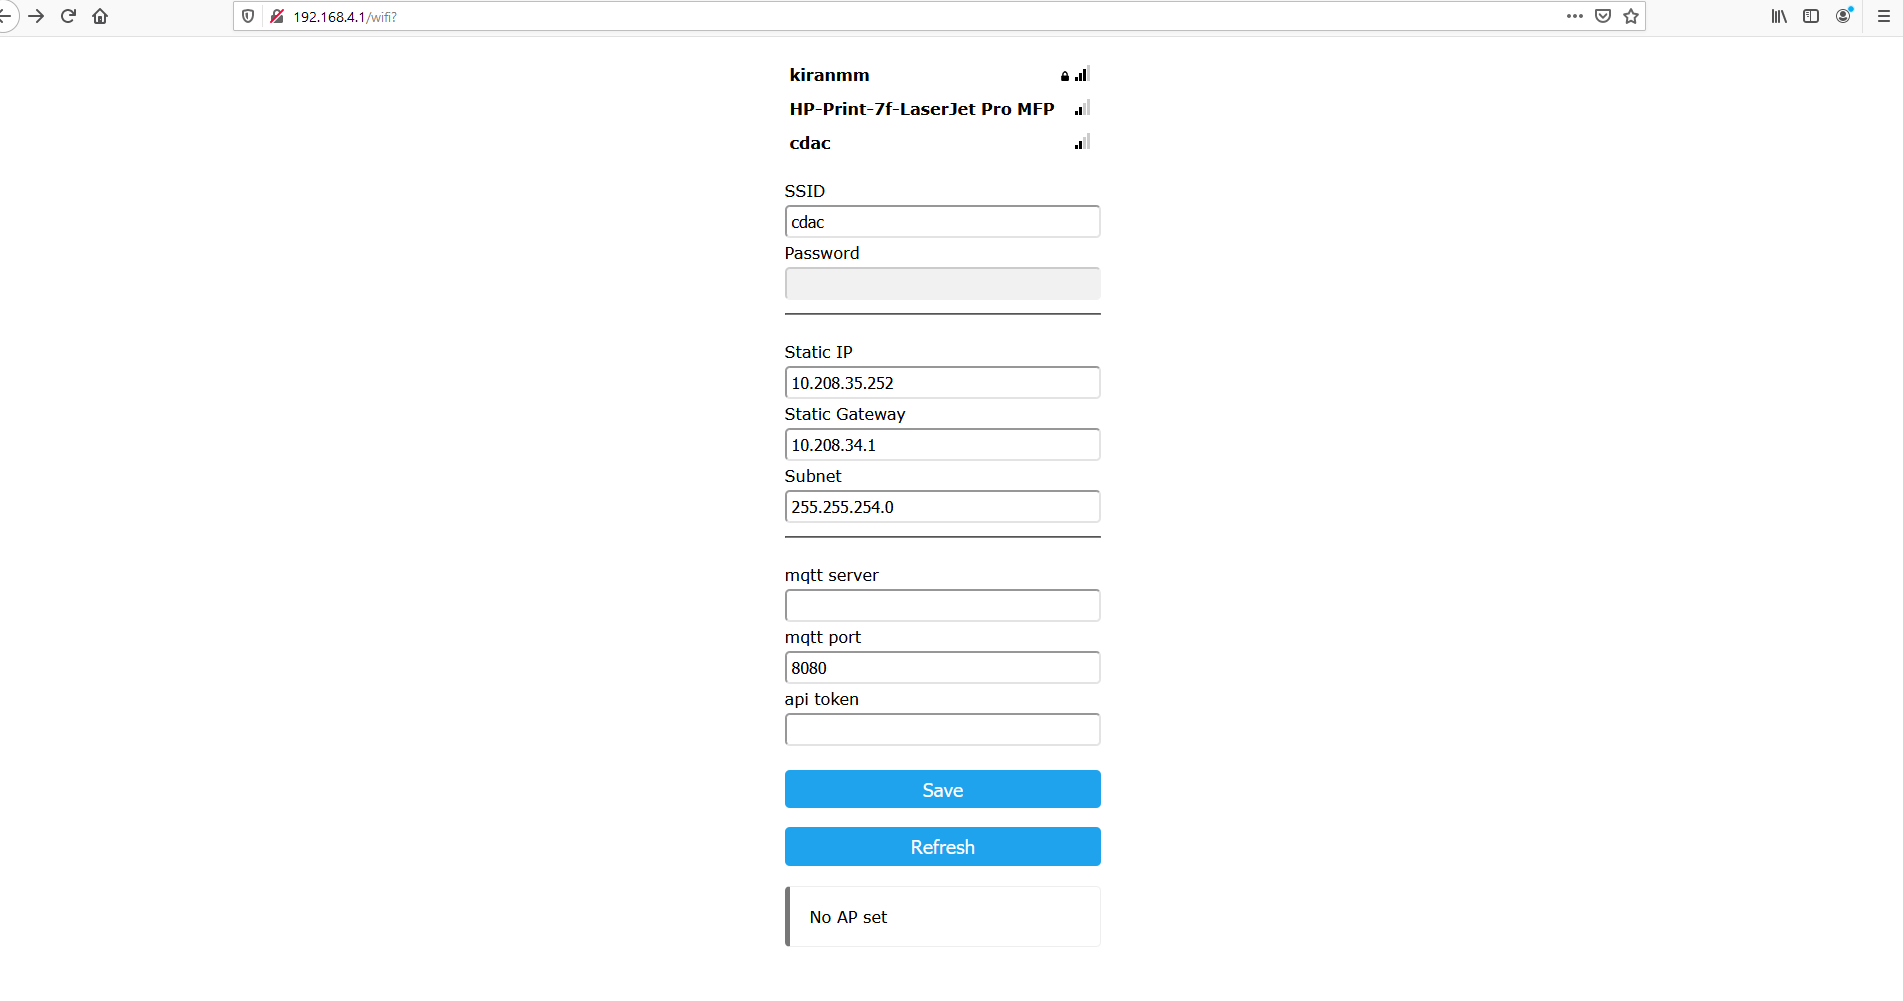 192.168.4.1/wifi?
kiranmm
HP-Print-7f-LaserJet Pro MFP
cdac
SSID
cdac
Password
Static IP
10.208.35.252
Static Gateway
10.208.34.1
Subnet
255.255.254.0
mqtt server
mqtt port
8080
api token
Save
Refresh
No AP set